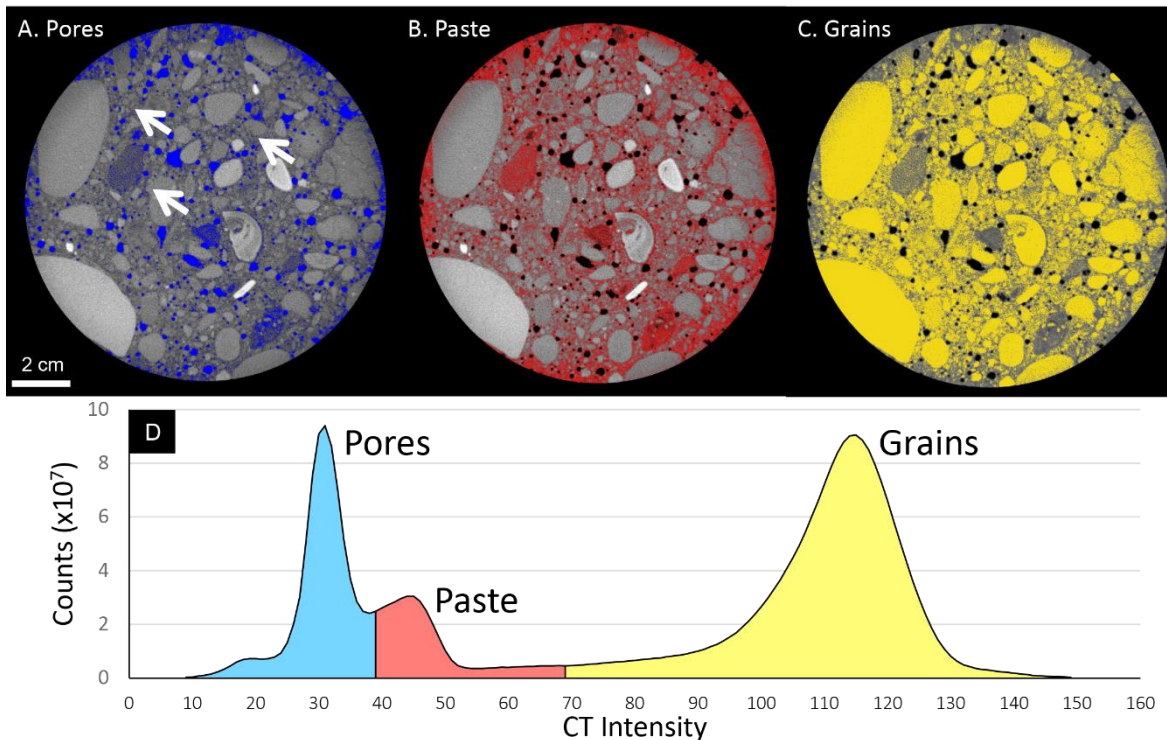 A. Pores
B. Paste
C. Grains
2 cm
D
Pores
Paste
Grains
Counts (x10⁷)
10
8
6
4
2
0
0 10 20 30 40 50 60 70 80 90 100 110 120 130 140 150 160
CT Intensity